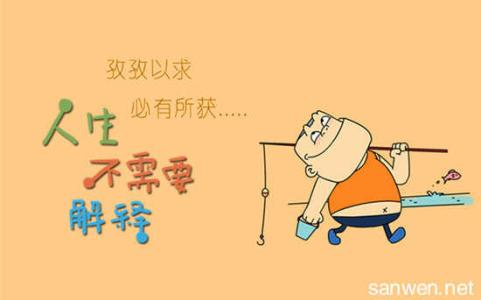 孜孜以求
必有所获.....
人生
不需要
解释
sanwen.net